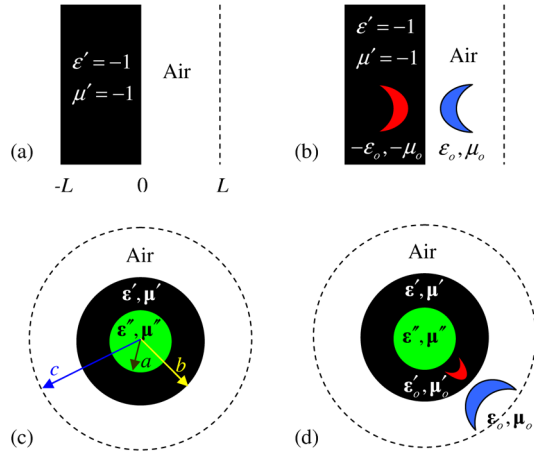 ε′ = −1
μ′ = −1
Air
(a)
-L
0
L
ε′ = −1
μ′ = −1
Air
(b)
−εₒ, −μₒ
εₒ, μₒ
Air
ε′, μ′
ε″, μ″
a
b
c
(c)
Air
ε′, μ′
ε″, μ″
ε′ₒ, μ′ₒ
εₒ, μₒ
(d)